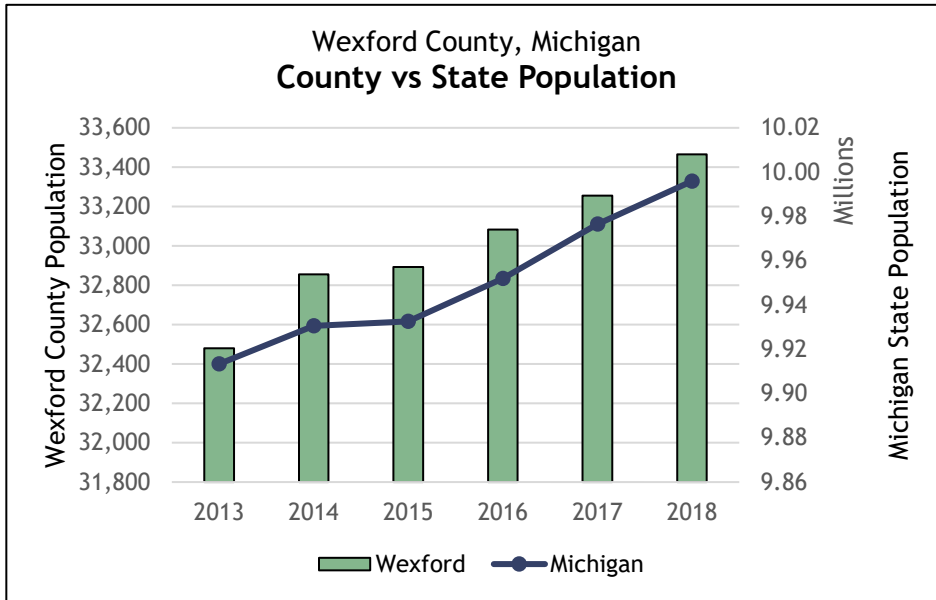 Wexford County, Michigan
County vs State Population
Wexford County Population
33,600
33,400
33,200
33,000
32,800
32,600
32,400
32,200
32,000
31,800
10.02
10.00
9.98
9.96
9.94
9.92
9.90
9.88
9.86
Millions
Michigan State Population
2013 2014 2015 2016 2017 2018
Wexford Michigan